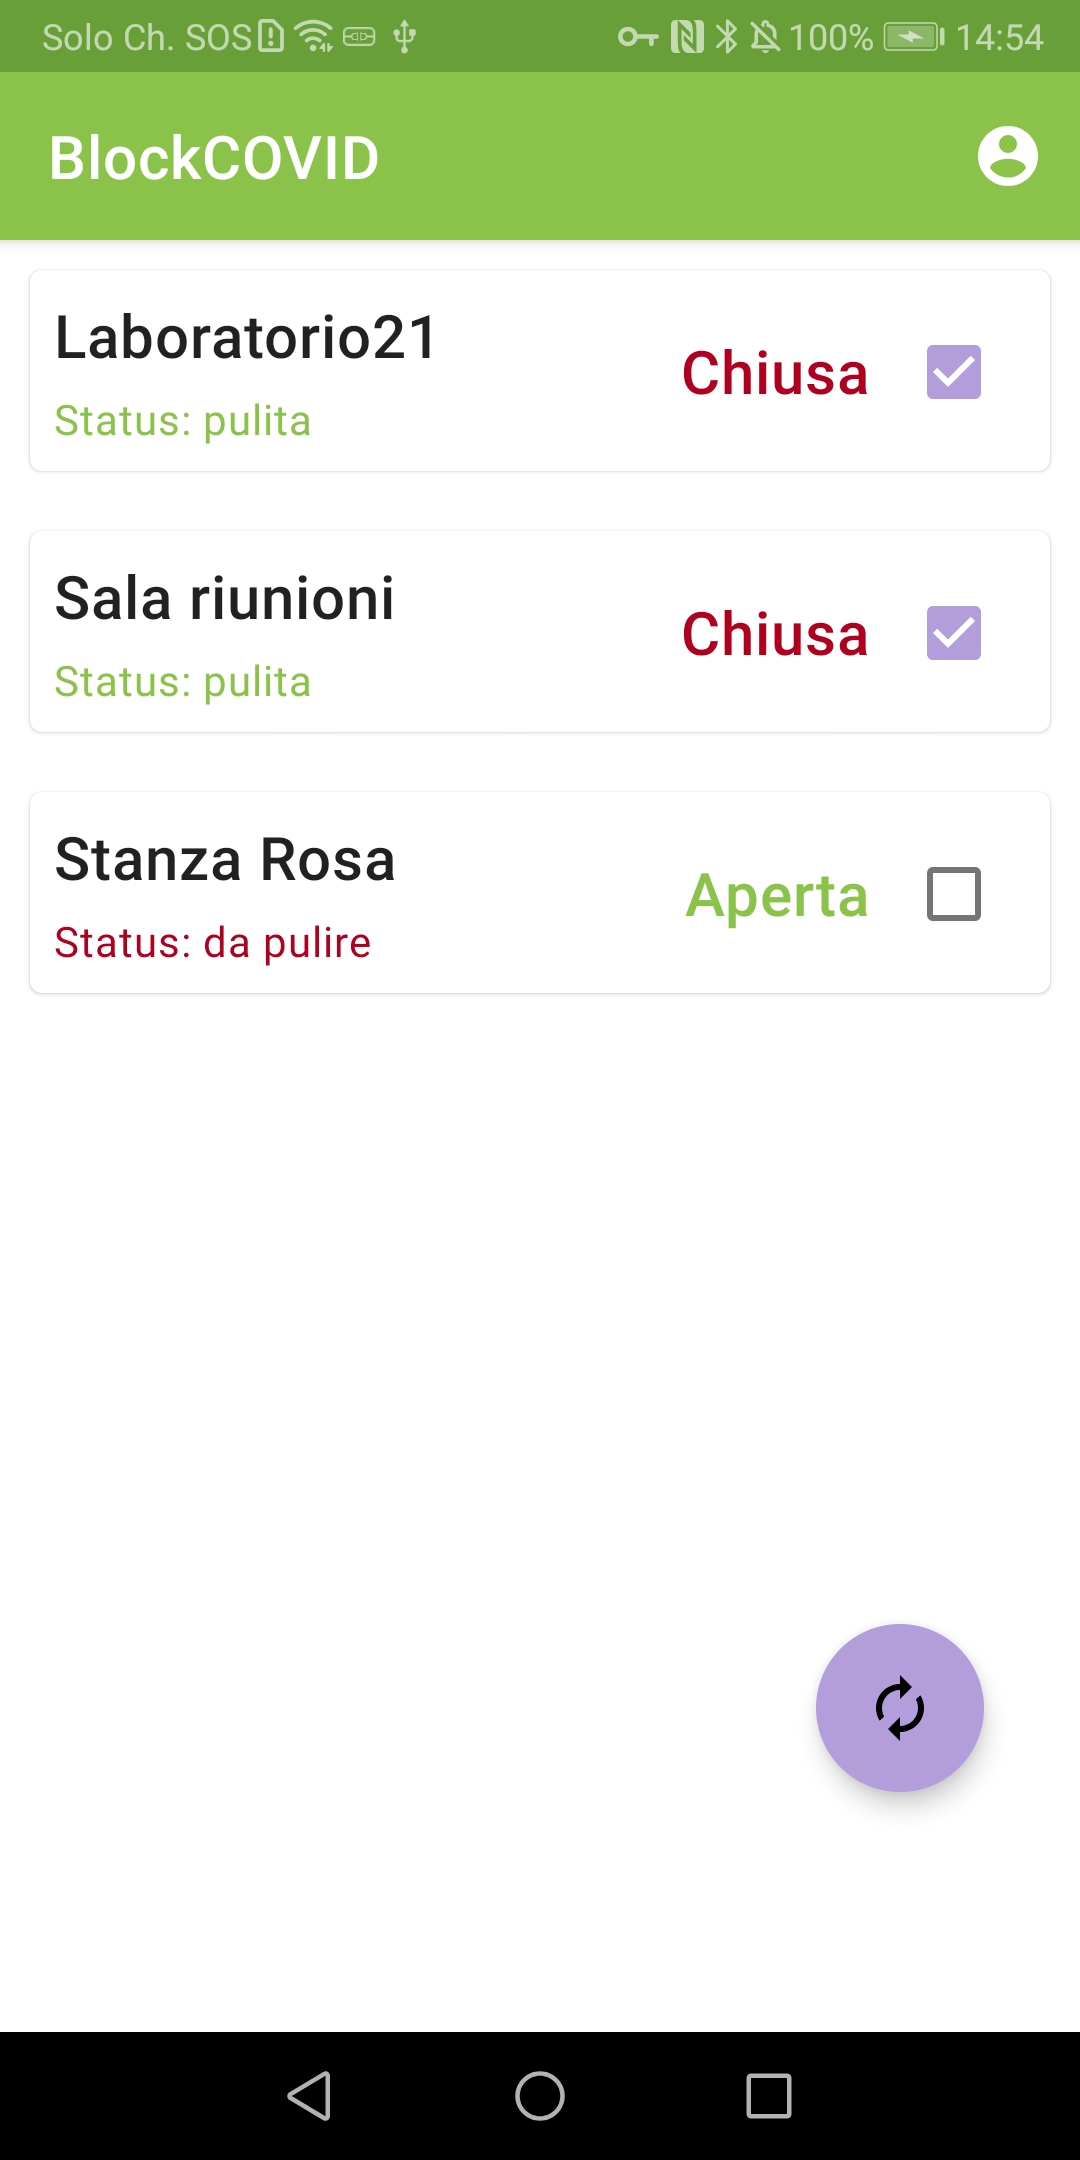 Solo Ch. SOS 100% 14:54
BlockCOVID
Laboratorio21
Chiusa
Status: pulita
Sala riunioni
Chiusa
Status: pulita
Stanza Rosa
Aperta
Status: da pulire